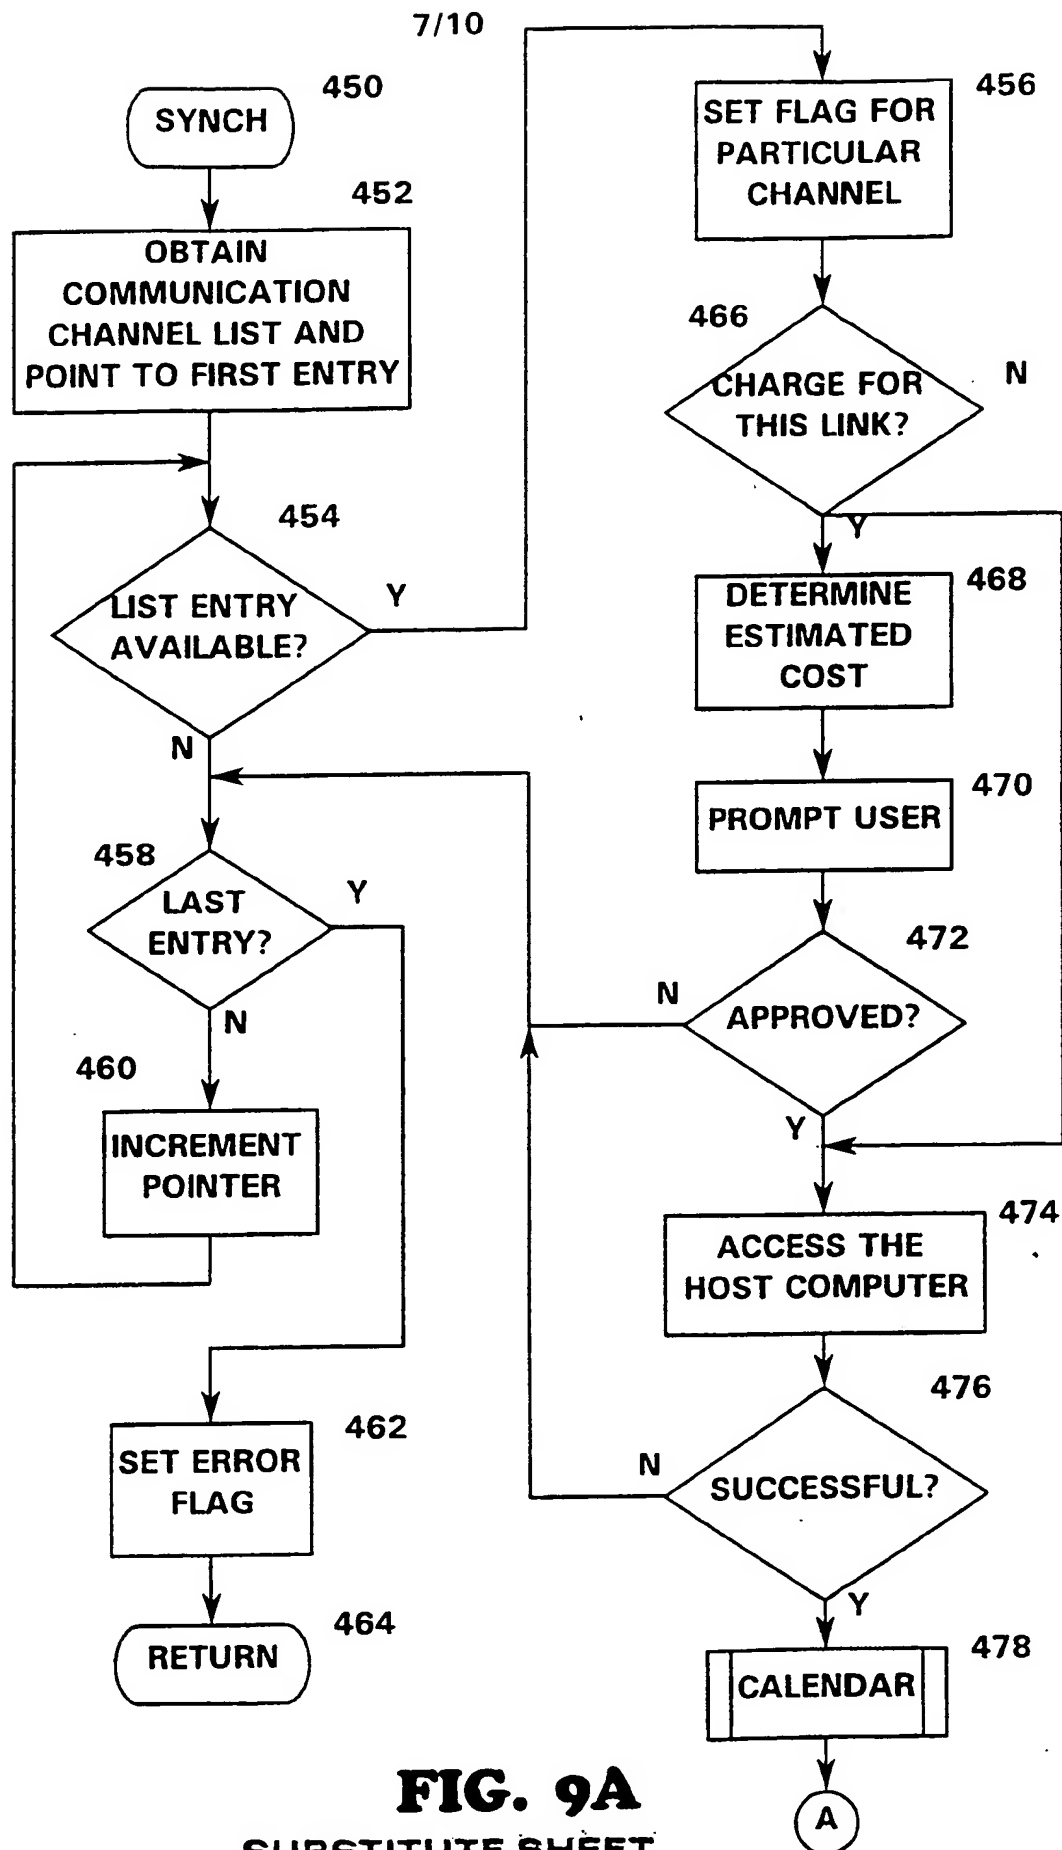 7/10
450
SYNCH
452
OBTAIN
COMMUNICATION
CHANNEL LIST AND
POINT TO FIRST ENTRY
454
LIST ENTRY
AVAILABLE?
Y
N
458
LAST
ENTRY?
Y
N
460
INCREMENT
POINTER
462
SET ERROR
FLAG
464
RETURN
456
SET FLAG FOR
PARTICULAR
CHANNEL
466
CHARGE FOR
THIS LINK?
N
Y
468
DETERMINE
ESTIMATED
COST
470
PROMPT USER
472
APPROVED?
N
Y
474
ACCESS THE
HOST COMPUTER
476
SUCCESSFUL?
N
Y
478
CALENDAR
A
FIG. 9A
SUBSTITUTE SHEET